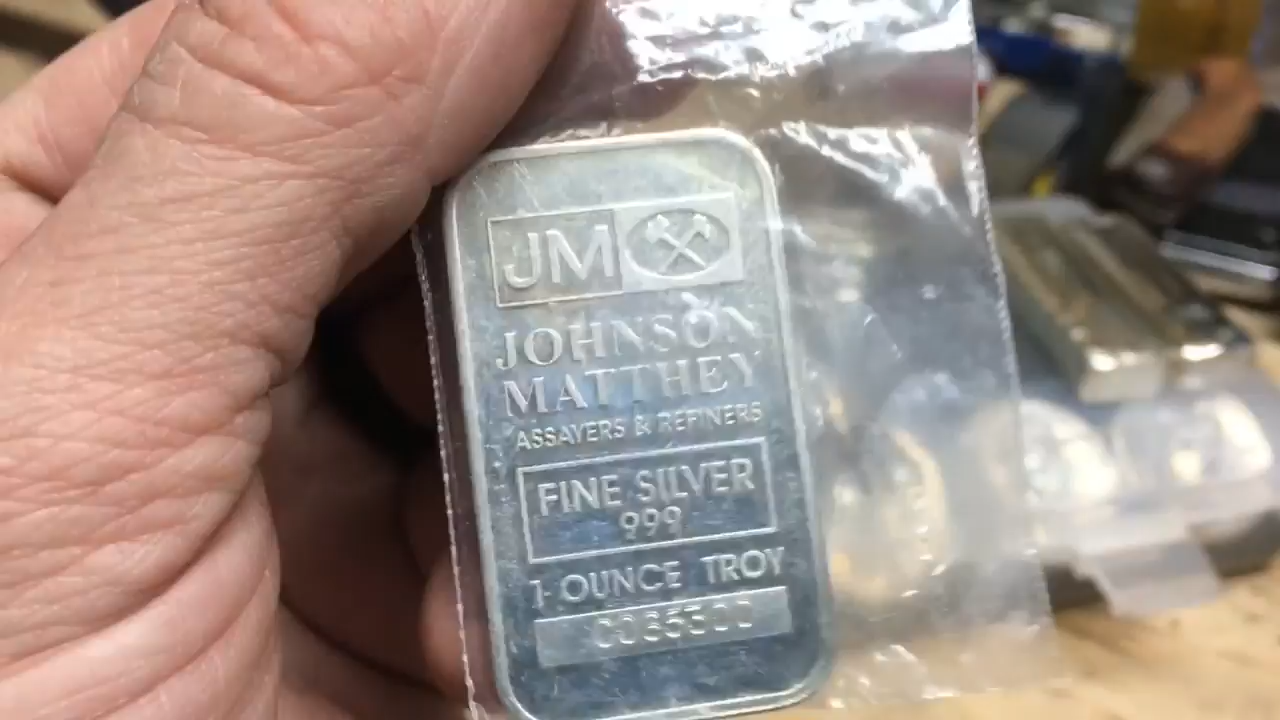 JM
JOHNSON
MATTHEY
ASSAYERS & REFINERS
FINE SILVER
999
1 OUNCE TROY